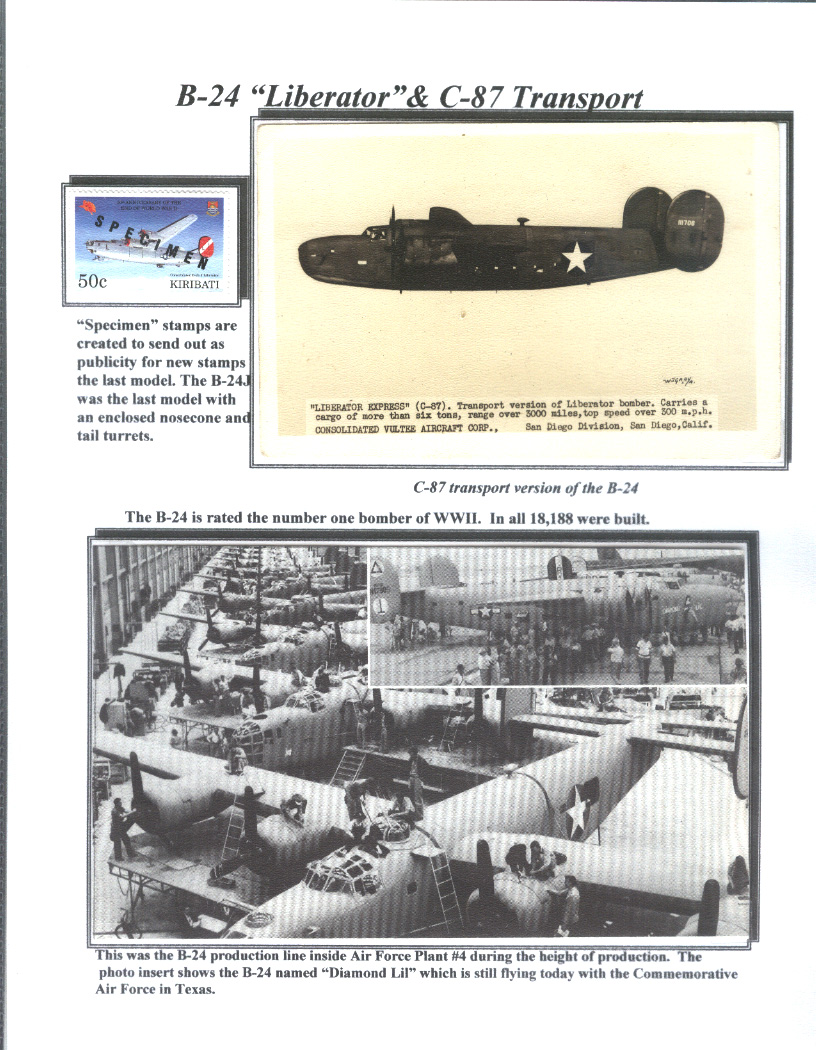 B-24 “Liberator”& C-87 Transport
SPECIMEN
50c
KIRIBATI
“Specimen” stamps are
created to send out as
publicity for new stamps
the last model. The B-24J
was the last model with
an enclosed nosecone and
tail turrets.
81708
"LIBERATOR EXPRESS" (C-87). Transport version of Liberator bomber. Carries a
cargo of more than six tons, range over 3000 miles,top speed over 300 m.p.h.
CONSOLIDATED VULTEE AIRCRAFT CORP., San Diego Division, San Diego,Calif.
C-87 transport version of the B-24
The B-24 is rated the number one bomber of WWII. In all 18,188 were built.
This was the B-24 production line inside Air Force Plant #4 during the height of production. The
photo insert shows the B-24 named “Diamond Lil” which is still flying today with the Commemorative
Air Force in Texas.